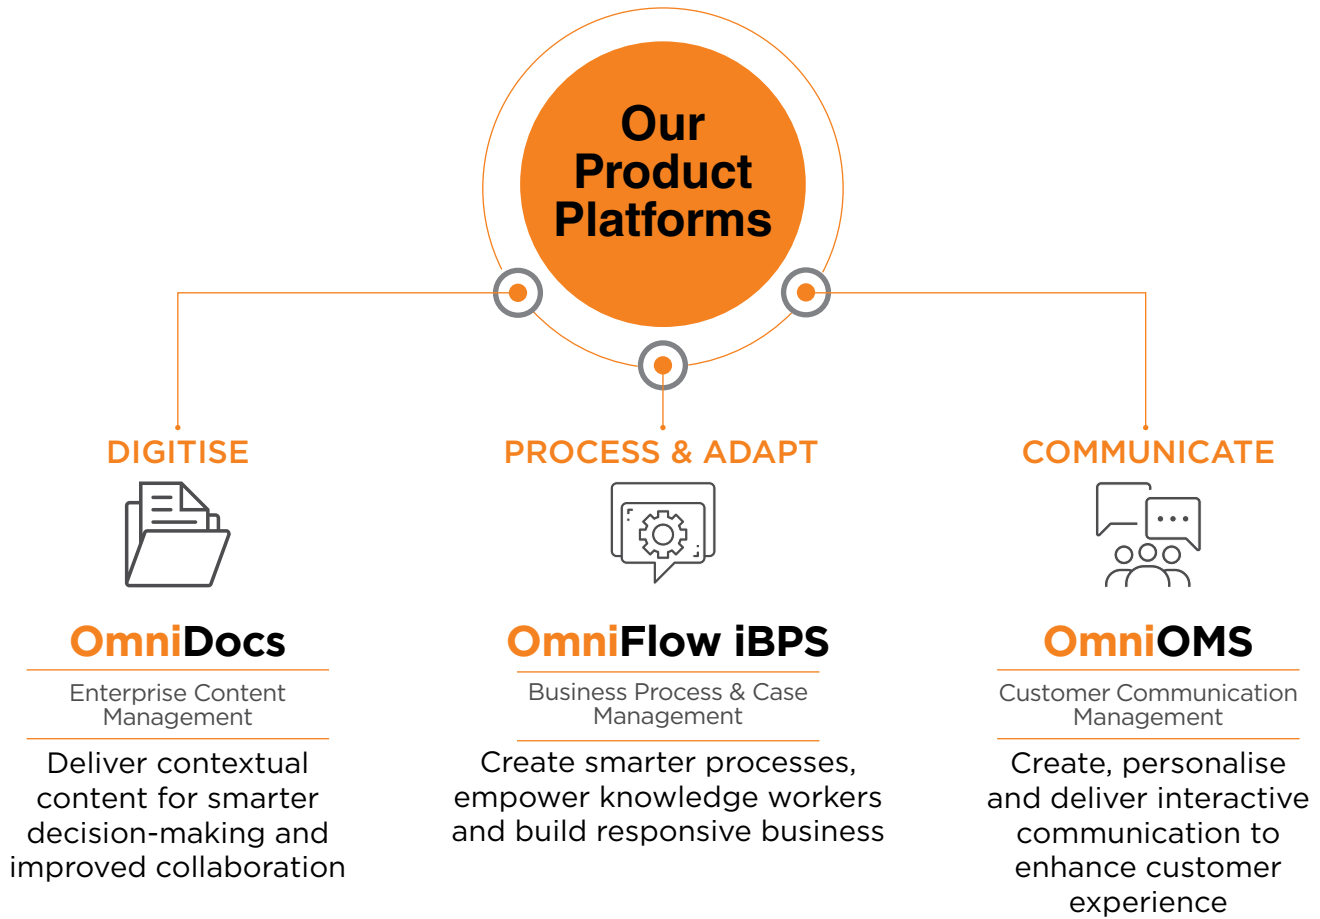 Our
Product
Platforms
DIGITISE
OmniDocs
Enterprise Content
Management
Deliver contextual
content for smarter
decision-making and
improved collaboration
PROCESS & ADAPT
OmniFlow iBPS
Business Process & Case
Management
Create smarter processes,
empower knowledge workers
and build responsive business
COMMUNICATE
OmniOMS
Customer Communication
Management
Create, personalise
and deliver interactive
communication to
enhance customer
experience